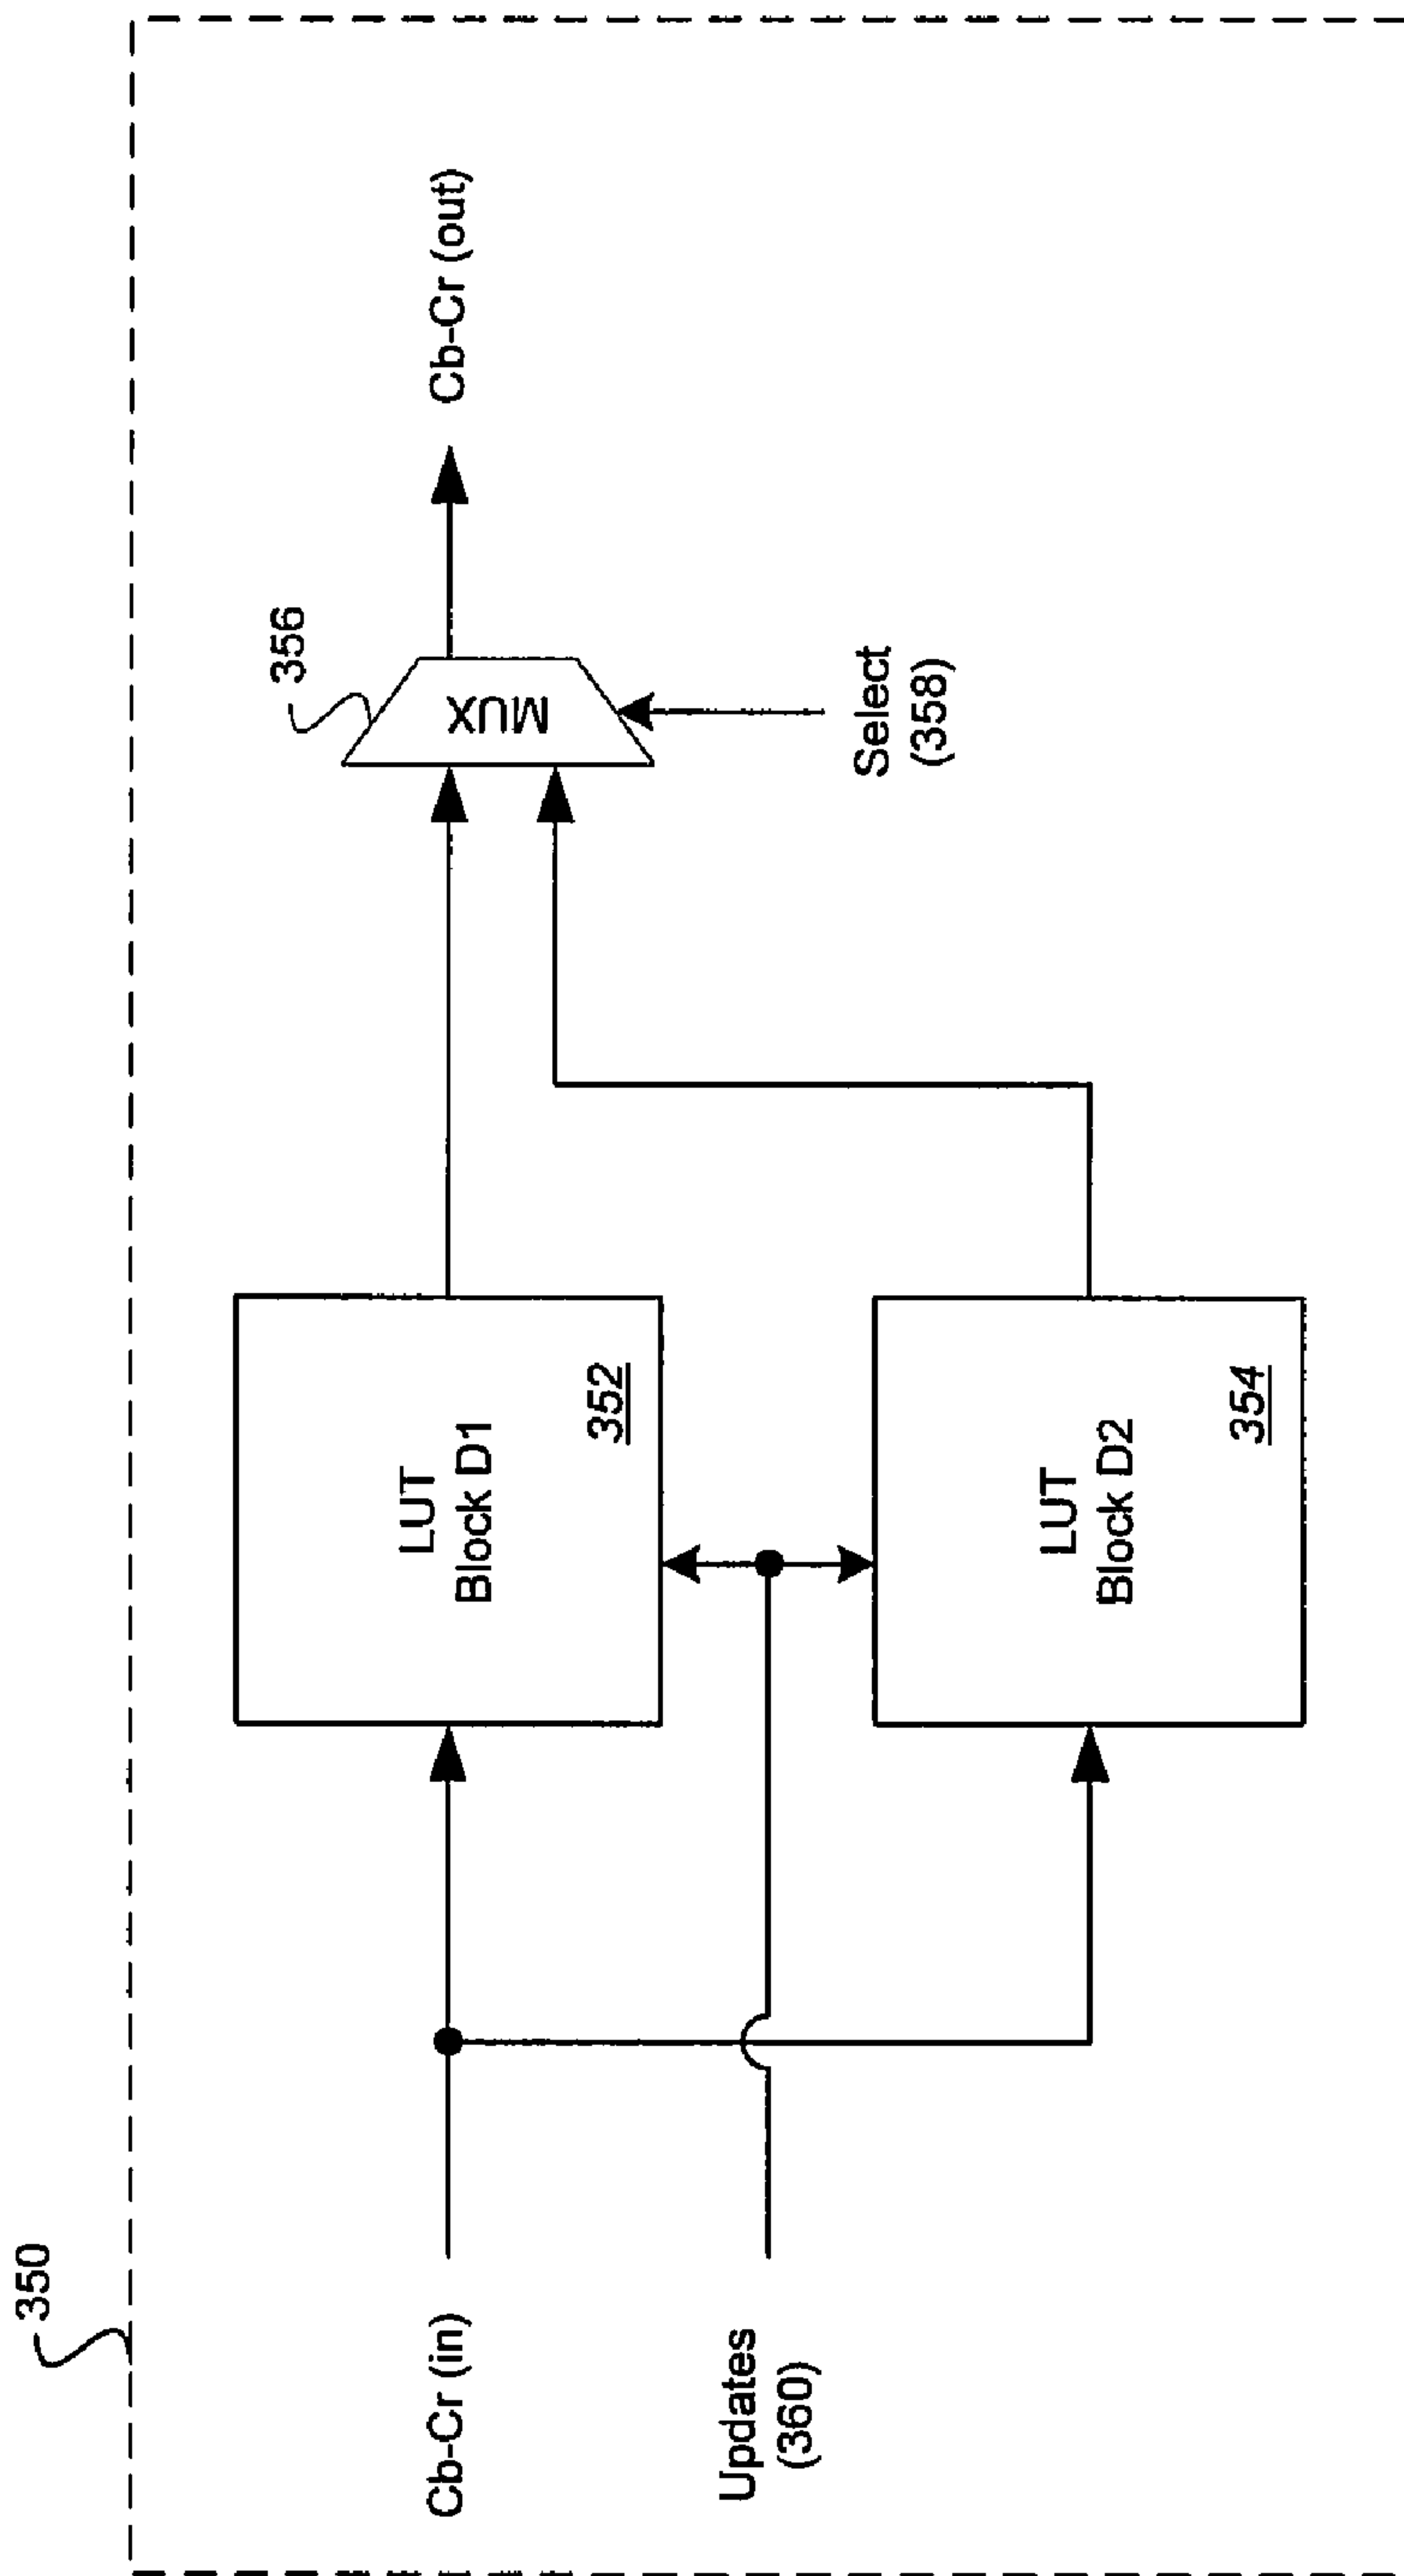 350
Cb-Cr (in)
Updates
(360)
LUT
Block D1
352
LUT
Block D2
354
356
MUX
Select
(358)
Cb-Cr (out)